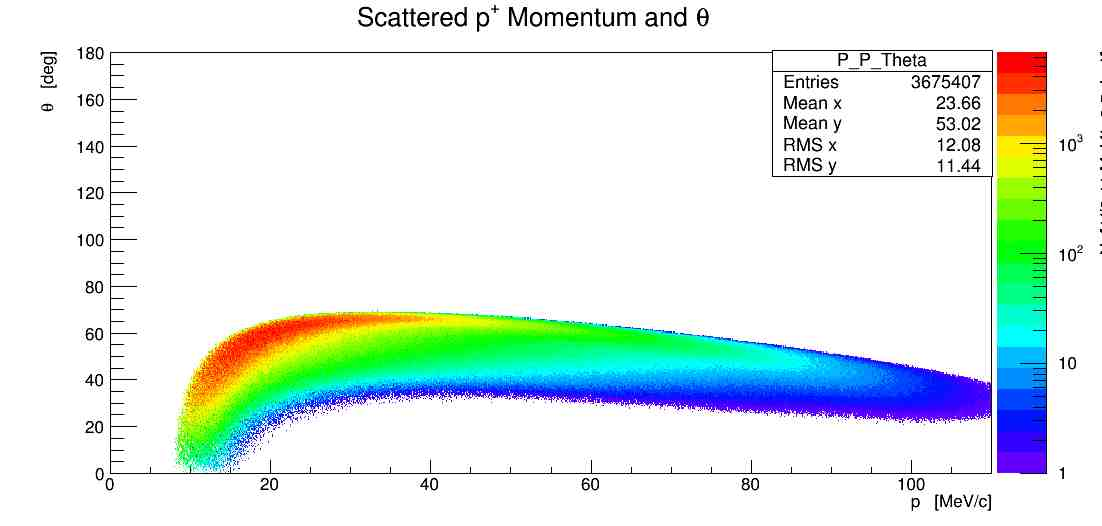 Scattered p⁺ Momentum and θ
θ [deg]
180
160
140
120
100
80
60
40
20
0
P_P_Theta
Entries 3675407
Mean x 23.66
Mean y 53.02
RMS x 12.08
RMS y 11.44
10³
10²
10
1
0
20
40
60
80
100
p [MeV/c]